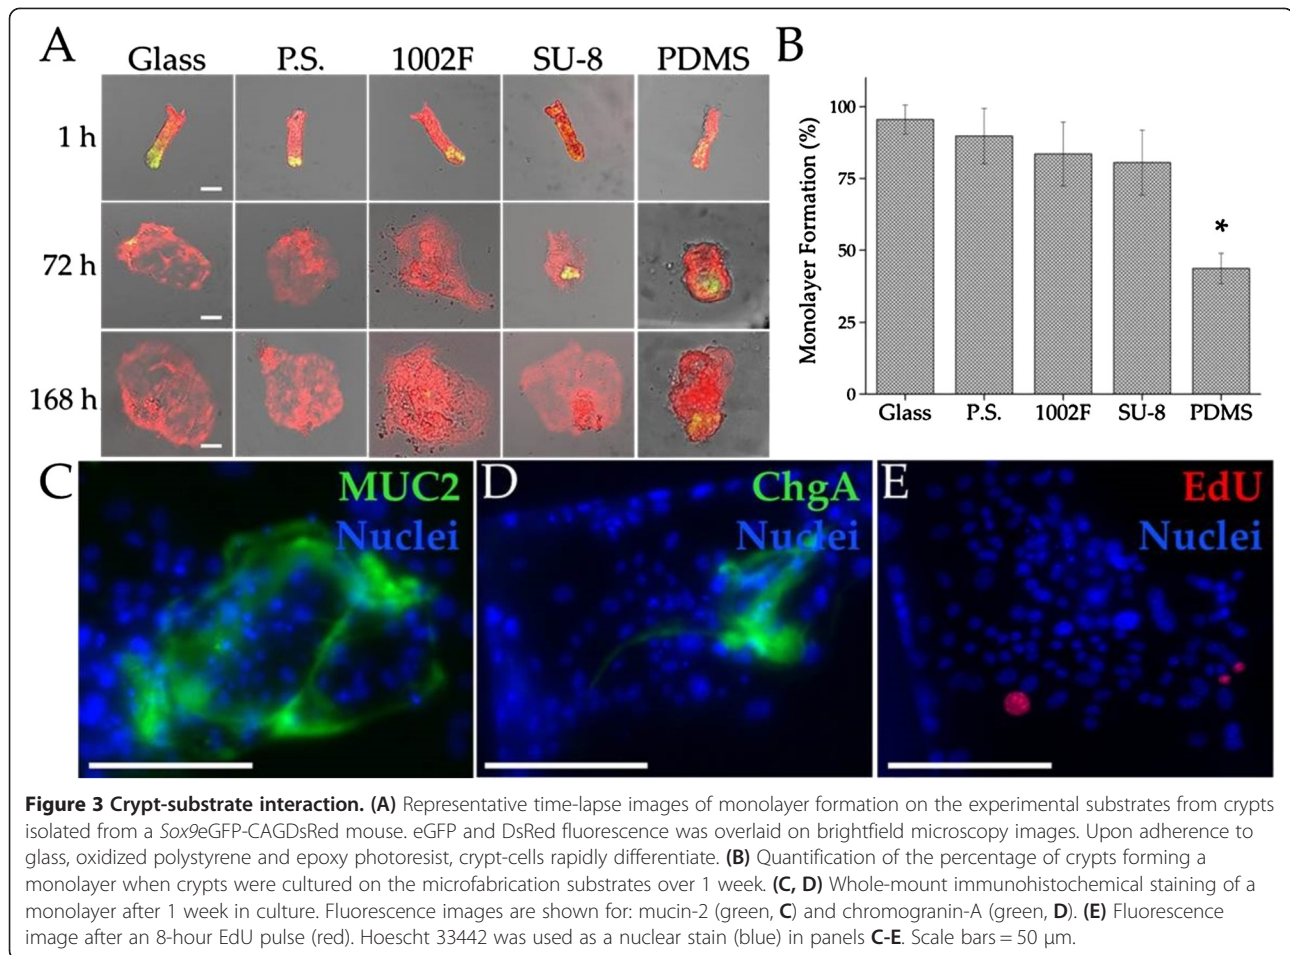 A
Glass P.S. 1002F SU-8 PDMS
1 h
72 h
168 h
B
Monolayer Formation (%)
100
75
50
25
0
*
Glass P.S. 1002F SU-8 PDMS
C MUC2
Nuclei
D ChgA
Nuclei
E EdU
Nuclei
Figure 3 Crypt-substrate interaction. (A) Representative time-lapse images of monolayer formation on the experimental substrates from crypts
isolated from a Sox9eGFP-CAGDsRed mouse. eGFP and DsRed fluorescence was overlaid on brightfield microscopy images. Upon adherence to
glass, oxidized polystyrene and epoxy photoresist, crypt-cells rapidly differentiate. (B) Quantification of the percentage of crypts forming a
monolayer when crypts were cultured on the microfabrication substrates over 1 week. (C, D) Whole-mount immunohistochemical staining of a
monolayer after 1 week in culture. Fluorescence images are shown for: mucin-2 (green, C) and chromogranin-A (green, D). (E) Fluorescence
image after an 8-hour EdU pulse (red). Hoescht 33442 was used as a nuclear stain (blue) in panels C-E. Scale bars = 50 μm.